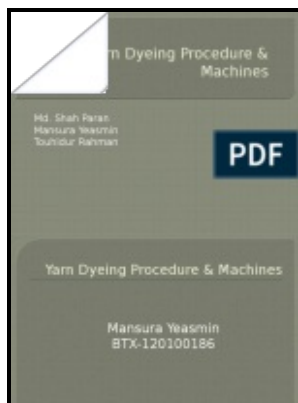 rn Dyeing Procedure &
Machines
Md. Shah Paran
Mansura Yeasmin
Touhidur Rahman
PDF
Yarn Dyeing Procedure & Machines
Mansura Yeasmin
BTX-120100186